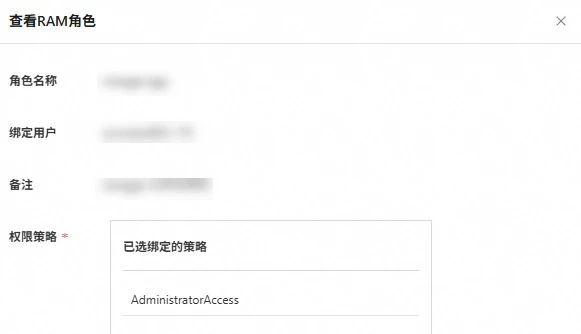 查看RAM角色
角色名称
绑定用户
备注
权限策略 *
已选绑定的策略
AdministratorAccess